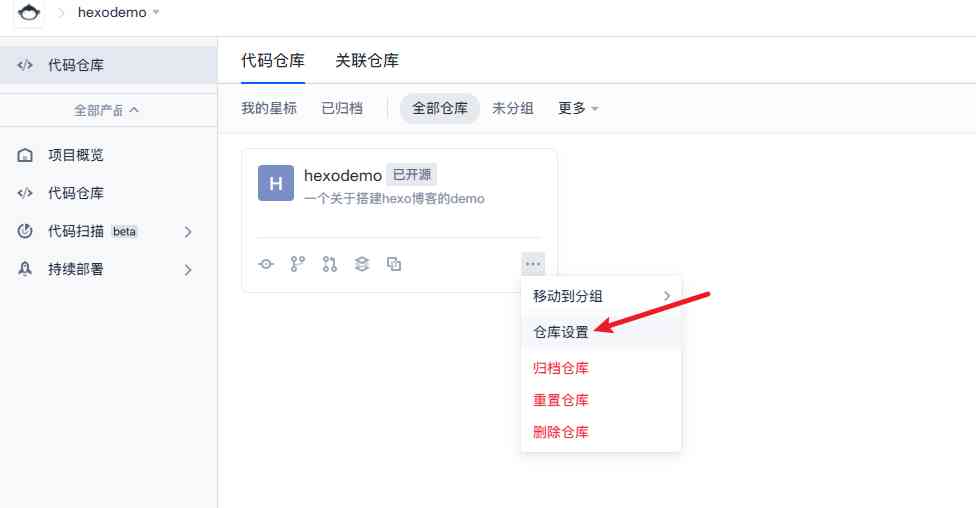 hexodemo
代码仓库
全部产品
项目概览
代码仓库
代码扫描 beta
持续部署
代码仓库 关联仓库
我的星标 已归档 全部仓库 未分组 更多
H
hexodemo 已开源
一个关于搭建hexo博客的demo
移动到分组
仓库设置
归档仓库
重置仓库
删除仓库